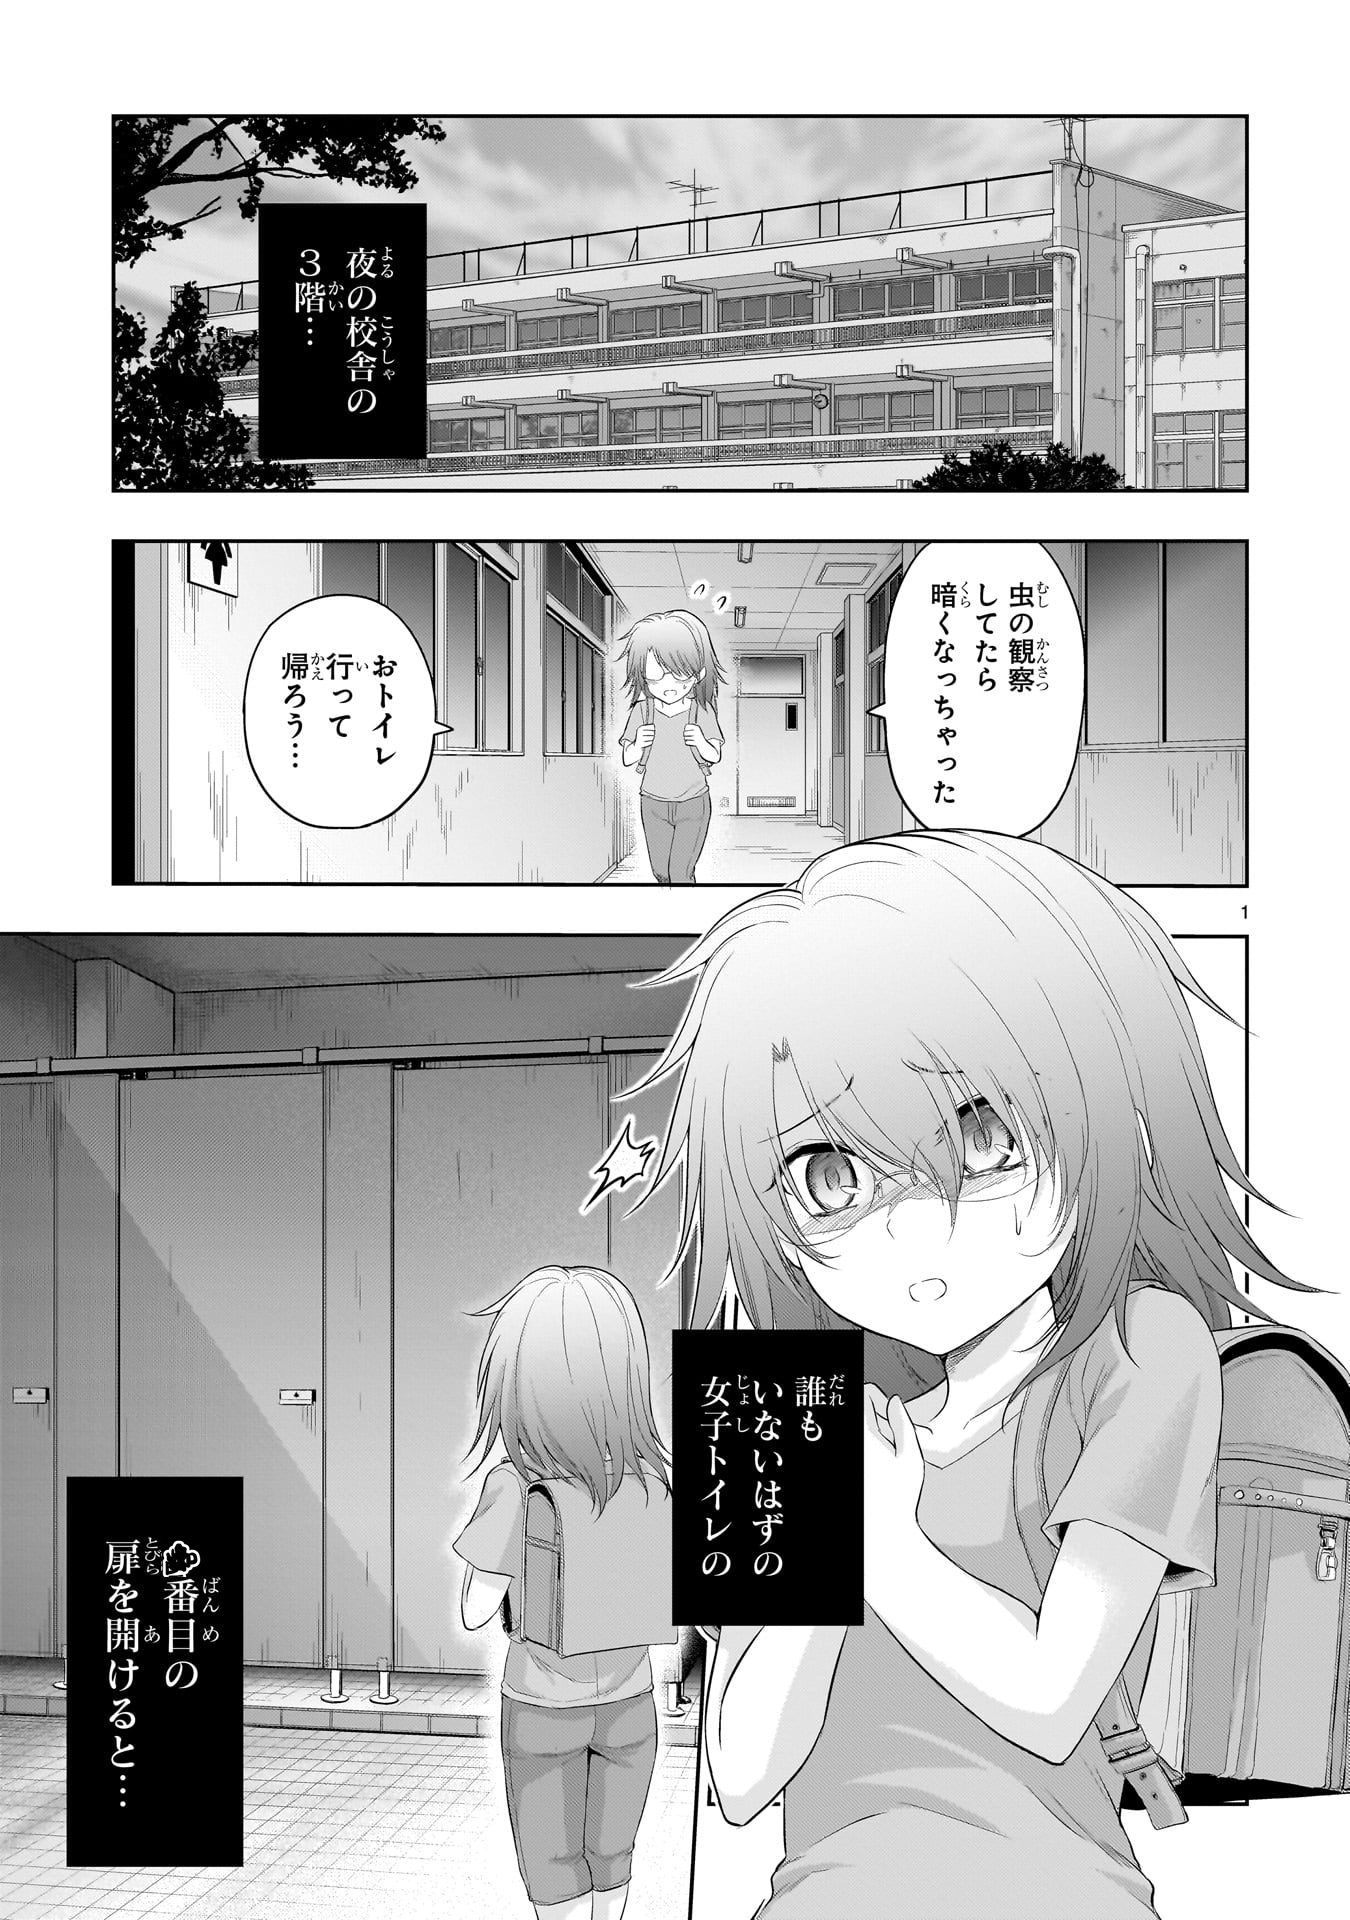 夜の校舎の
3階…
虫の観察
してたら
暗くなっちゃった
おトイレ
行って
帰ろう…
1
誰も
いないはずの
女子トイレの
番目の
扉を開けると…